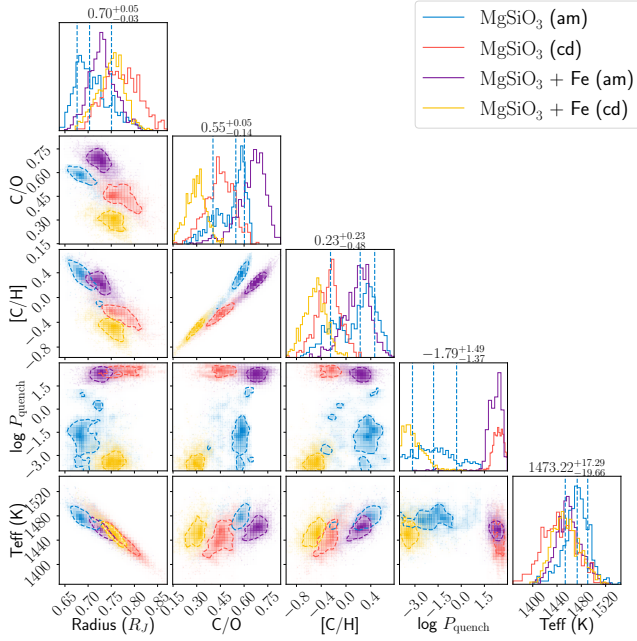 0.70+0.05−0.03
MgSiO3 (am)
MgSiO3 (cd)
MgSiO3 + Fe (am)
MgSiO3 + Fe (cd)
0.55+0.05−0.14
C/O
0.75
0.60
0.45
0.30
0.15
0.23+0.23−0.48
[C/H]
0.4
0.0
−0.4
−0.8
−1.79+1.49−1.37
log Pquench
1.5
0.0
−1.5
−3.0
1473.22+17.29−19.66
Teff (K)
1520
1480
1440
1400
0.65 0.70 0.75 0.80 0.85
0.15 0.30 0.45 0.60 0.75
−0.8 −0.4 0.0 0.4
−3.0 −1.5 0.0 1.5
1400 1440 1480 1520
Radius (RJ) C/O [C/H] log Pquench Teff (K)